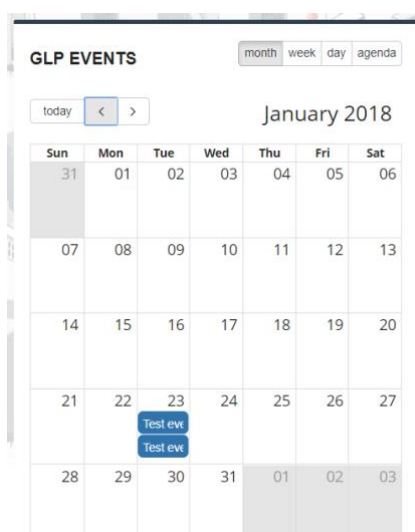 GLP EVENTS
month week day agenda
today < >
January 2018
Sun Mon Tue Wed Thu Fri Sat
31 01 02 03 04 05 06
07 08 09 10 11 12 13
14 15 16 17 18 19 20
21 22 23 24 25 26 27
Test eve
Test eve
28 29 30 31 01 02 03